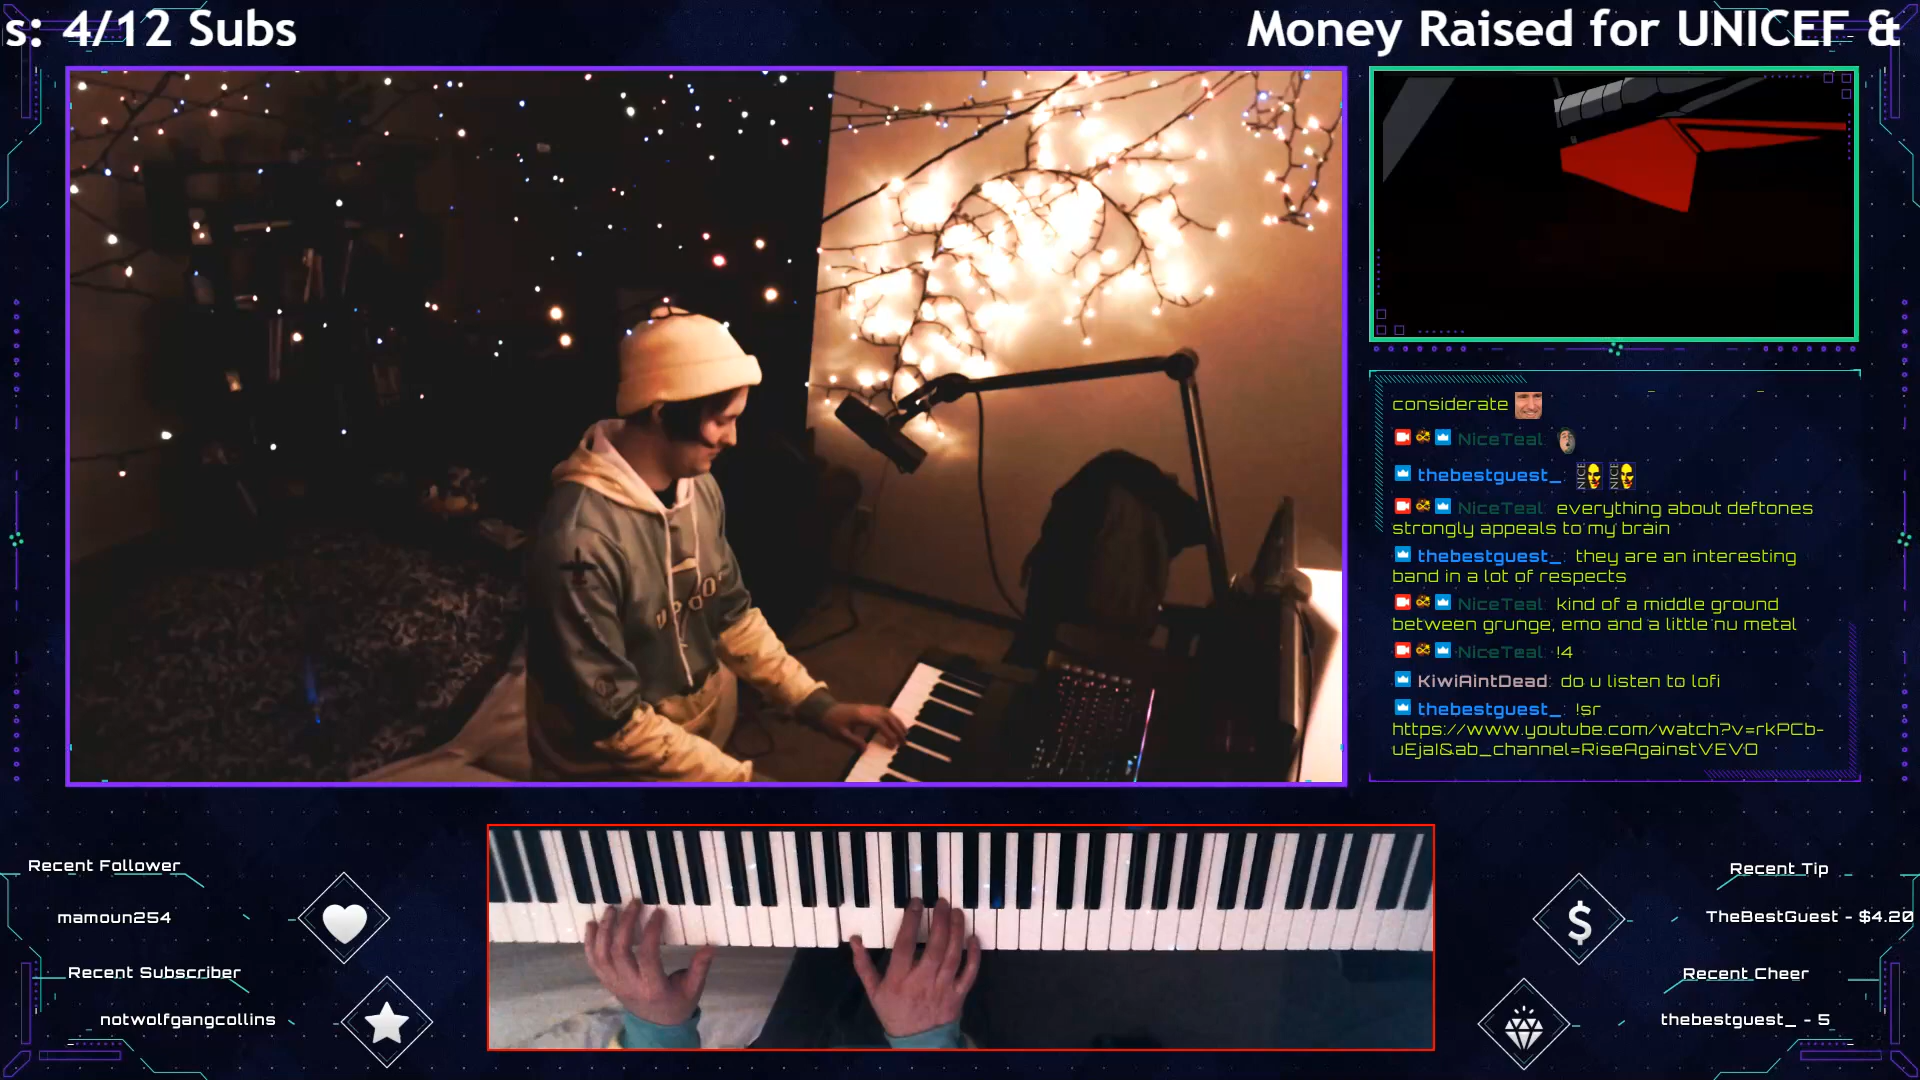 s: 4/12 Subs
Money Raised for UNICEF &
considerate
NiceTeal:
thebestguest_:
NICE NICE
NiceTeal: everything about deftones
strongly appeals to my brain
thebestguest_: they are an interesting
band in a lot of respects
NiceTeal: kind of a middle ground
between grunge, emo and a little nu metal
NiceTeal: !4
KiwiAintDead: do u listen to lofi
thebestguest_: !sr
https://www.youtube.com/watch?v=rkPCb-
uEjaI&ab_channel=RiseAgainstVEVO
Recent Follower
mamoun254
Recent Subscriber
notwolfgangcollins
Recent Tip
TheBestGuest - $4.20
Recent Cheer
thebestguest_ - 5